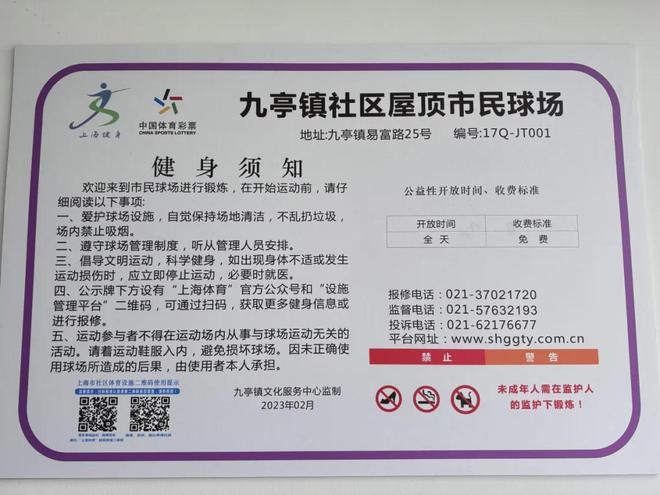 上海健身
中国体育彩票
CHINA SPORTS LOTTERY
九亭镇社区屋顶市民球场
地址:九亭镇易富路25号 编号:17Q-JT001
健身须知
欢迎来到市民球场进行锻炼，在开始运动前，请仔
细阅读以下事项:
一、爱护球场设施，自觉保持场地清洁，不乱扔垃圾，
场内禁止吸烟。
二、遵守球场管理制度，听从管理人员安排。
三、倡导文明运动，科学健身，如出现身体不适或发生
运动损伤时，应立即停止运动，必要时就医。
四、公示牌下方设有“上海体育”官方公众号和“设施
管理平台”二维码，可通过扫码，获取更多健身信息或
进行报修。
五、运动参与者不得在运动场内从事与球场运动无关的
活动。请着运动鞋服入内，避免损坏球场。因未正确使
用球场所造成的后果，由使用者本人承担。
上海市社区体育设施二维码使用提示
九亭镇文化服务中心监制
2023年02月
公益性开放时间、收费标准
开放时间 收费标准
全天 免费
报修电话：021-37021720
监督电话：021-57632193
投诉电话：021-62176677
平台网址：www.shggty.com.cn
禁止 警告
未成年人需在监护人
的监护下锻炼！